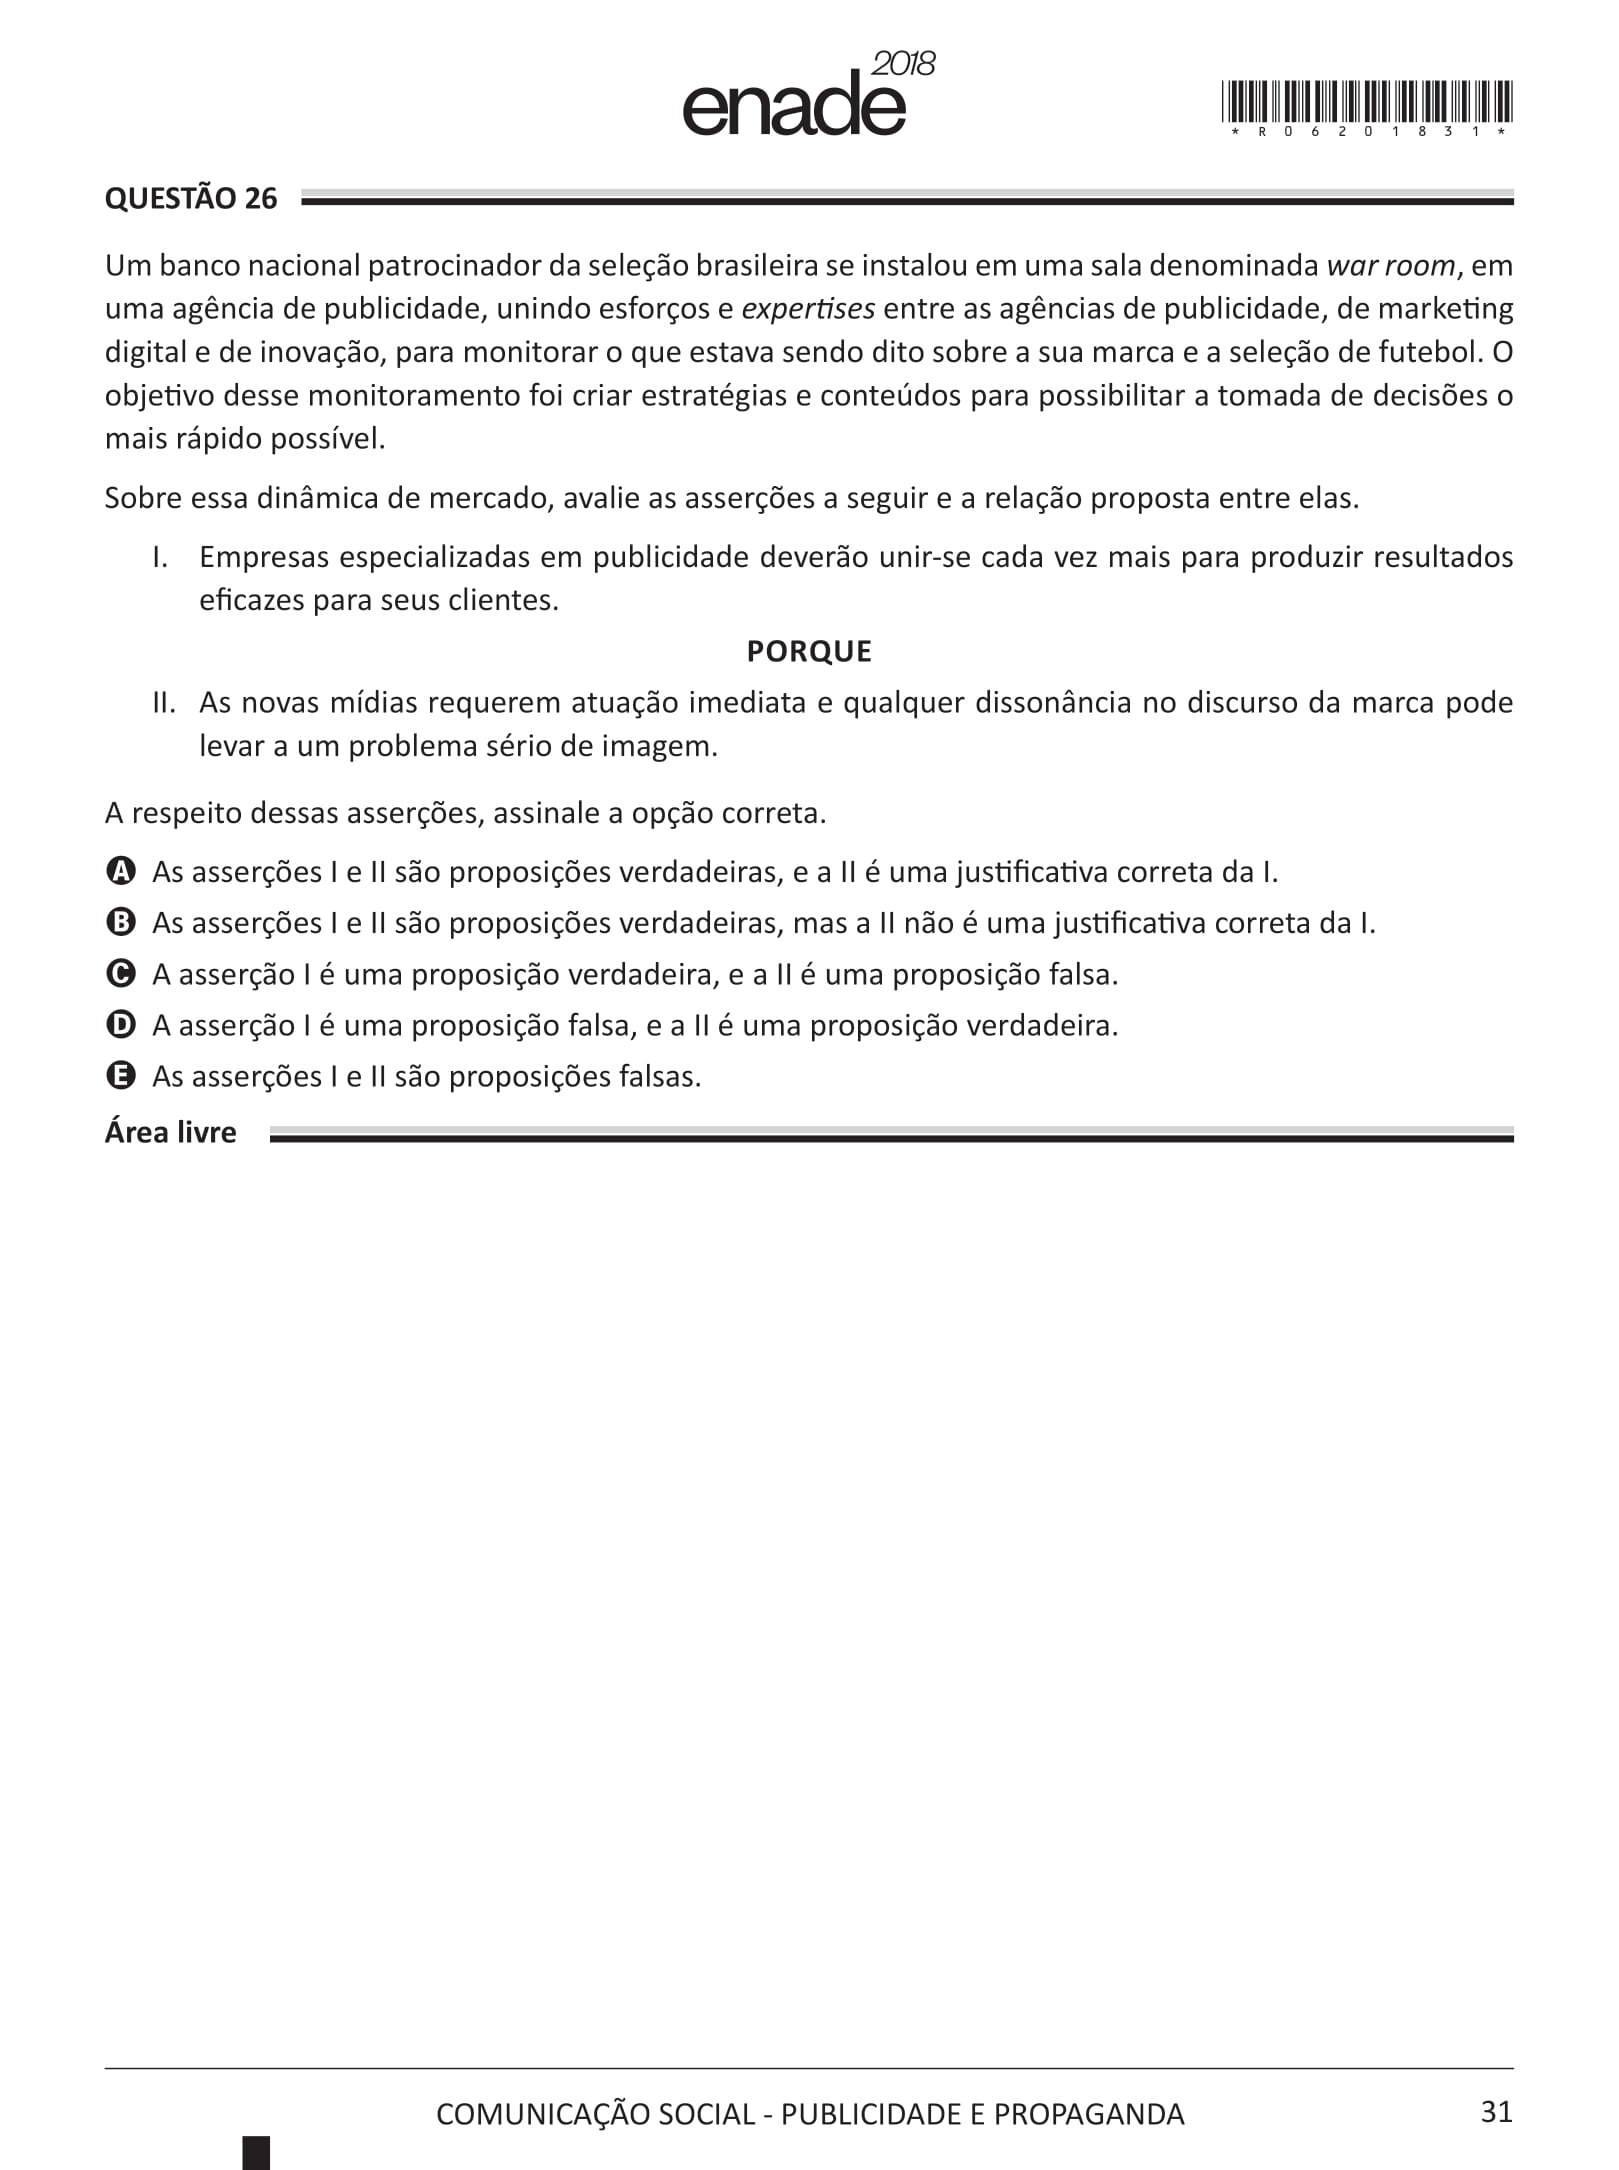 enade 2018
*R06201831*
QUESTÃO 26
Um banco nacional patrocinador da seleção brasileira se instalou em uma sala denominada war room, em
uma agência de publicidade, unindo esforços e expertises entre as agências de publicidade, de marketing
digital e de inovação, para monitorar o que estava sendo dito sobre a sua marca e a seleção de futebol. O
objetivo desse monitoramento foi criar estratégias e conteúdos para possibilitar a tomada de decisões o
mais rápido possível.
Sobre essa dinâmica de mercado, avalie as asserções a seguir e a relação proposta entre elas.
I. Empresas especializadas em publicidade deverão unir-se cada vez mais para produzir resultados
eficazes para seus clientes.
PORQUE
II. As novas mídias requerem atuação imediata e qualquer dissonância no discurso da marca pode
levar a um problema sério de imagem.
A respeito dessas asserções, assinale a opção correta.
A As asserções I e II são proposições verdadeiras, e a II é uma justificativa correta da I.
B As asserções I e II são proposições verdadeiras, mas a II não é uma justificativa correta da I.
C A asserção I é uma proposição verdadeira, e a II é uma proposição falsa.
D A asserção I é uma proposição falsa, e a II é uma proposição verdadeira.
E As asserções I e II são proposições falsas.
Área livre
COMUNICAÇÃO SOCIAL - PUBLICIDADE E PROPAGANDA
31